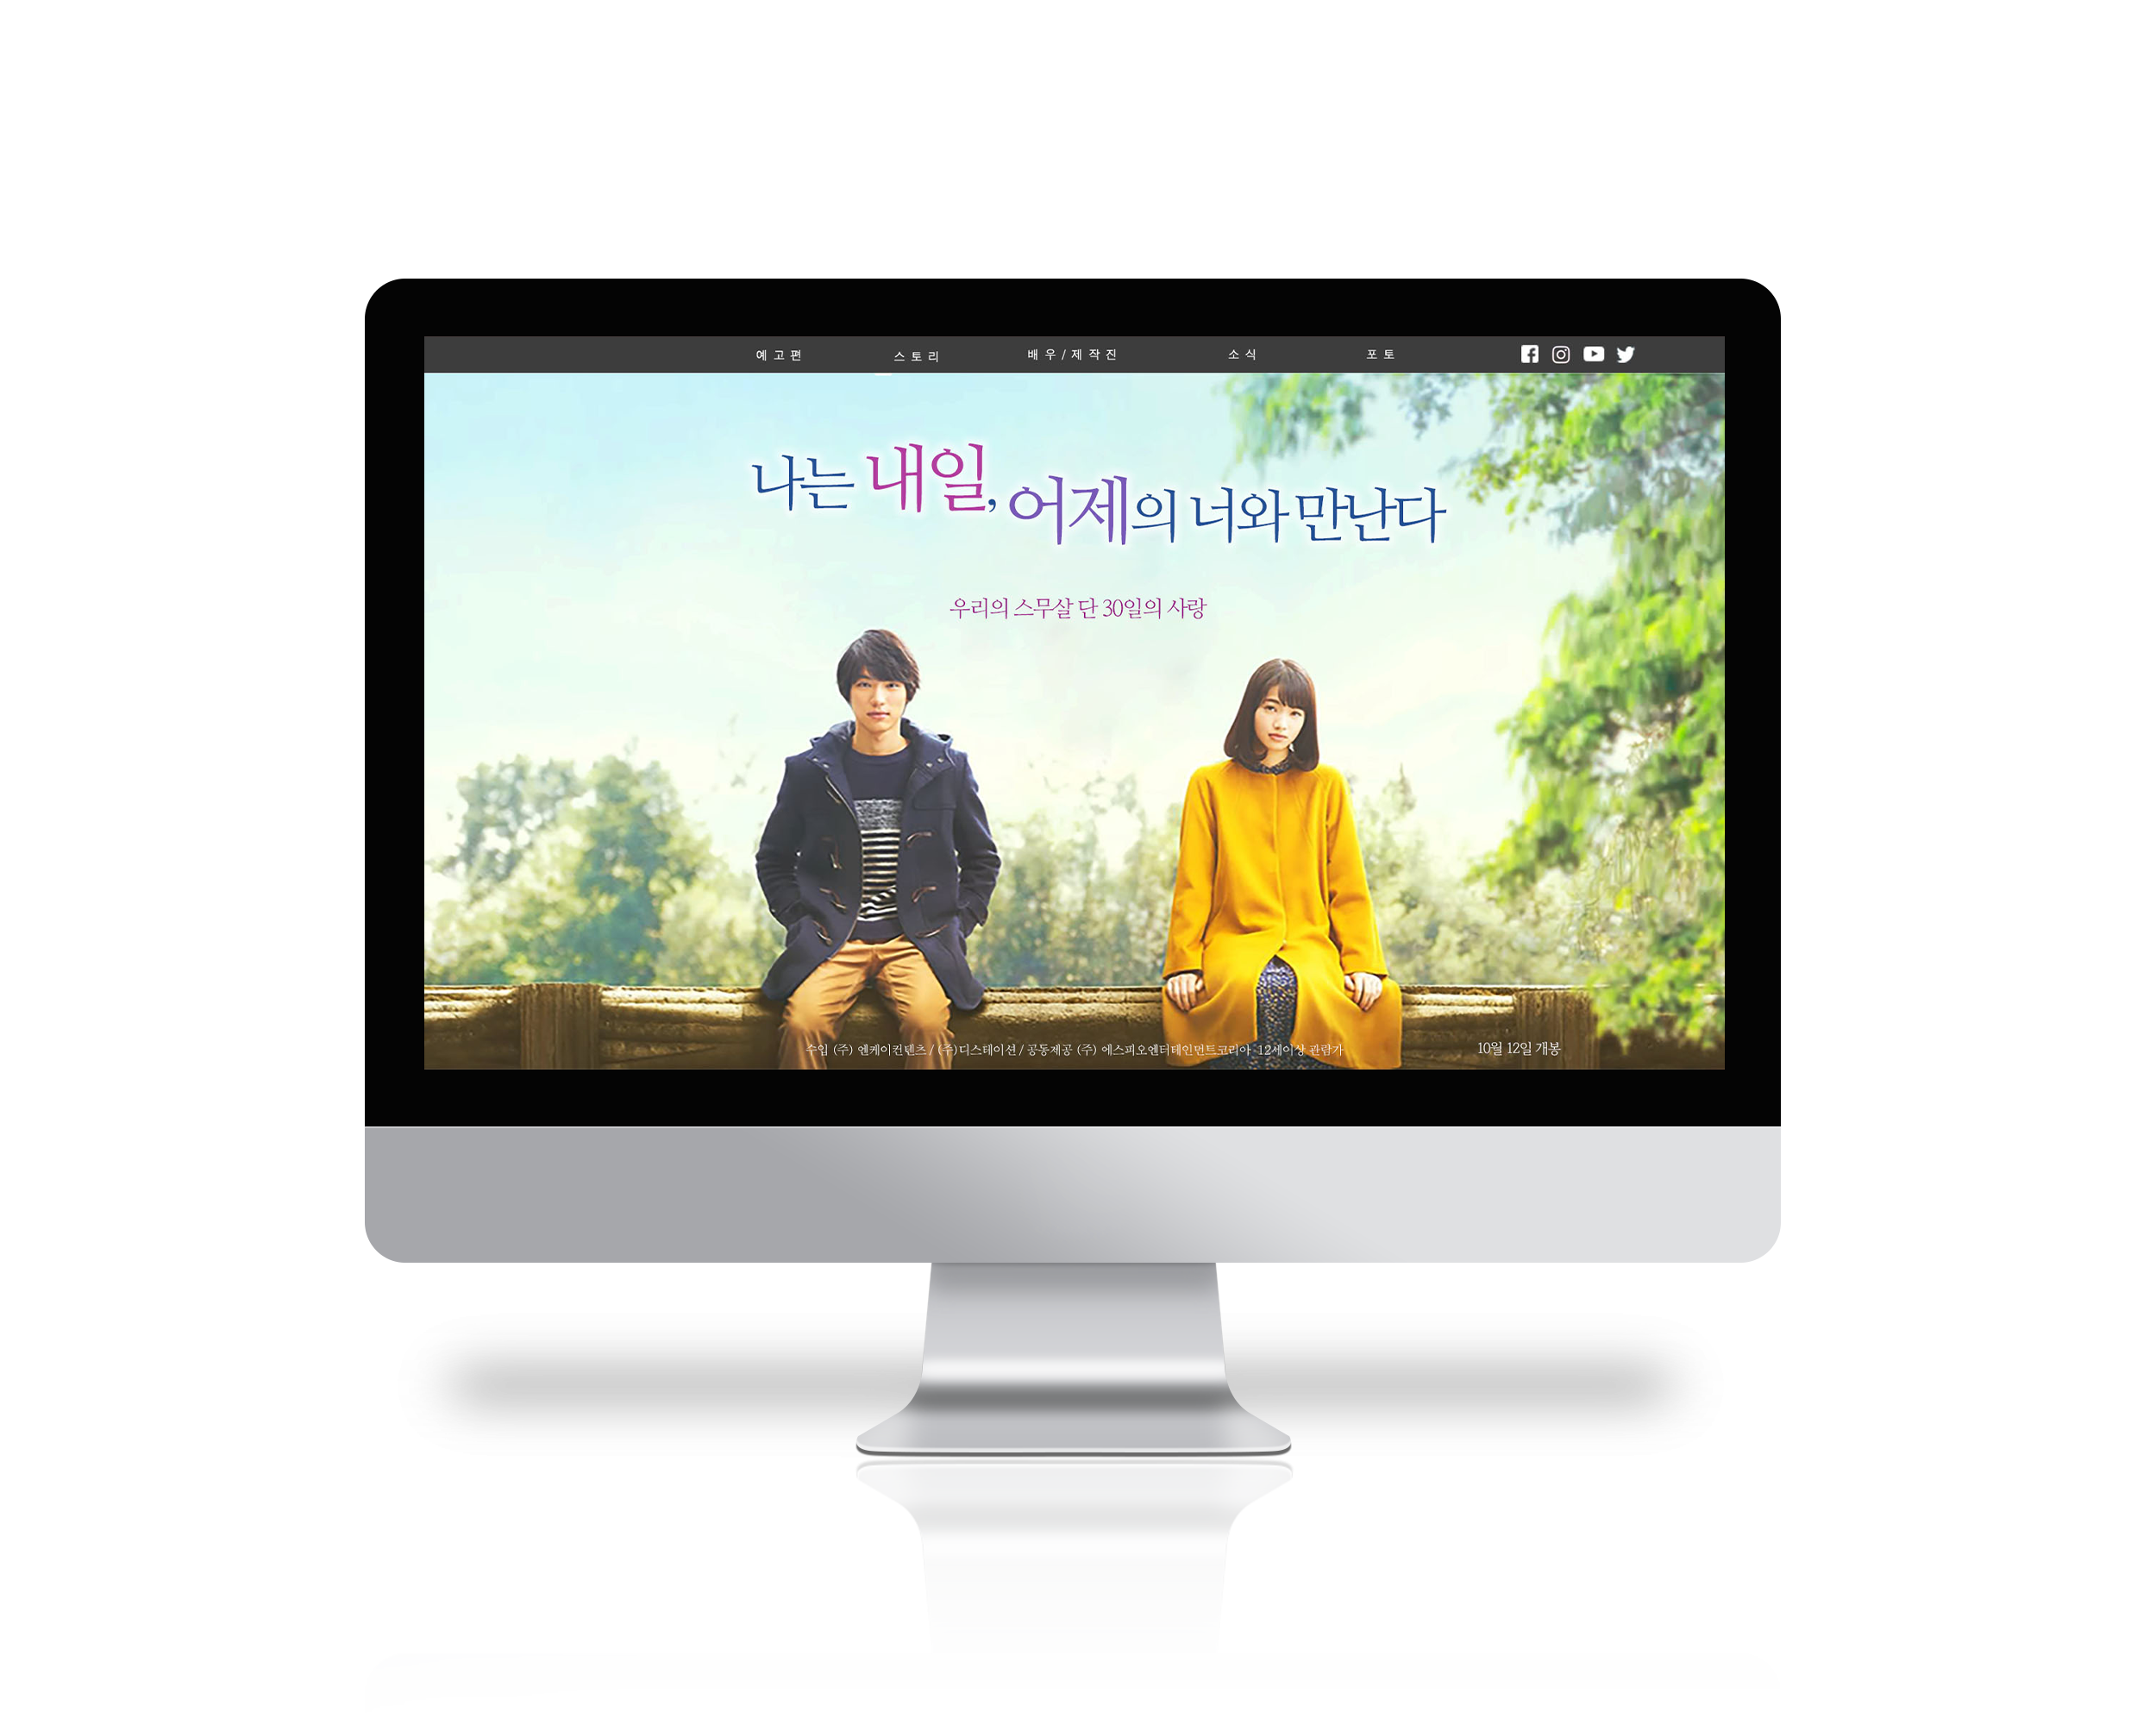 예고편 스토리 배우/제작진 소식 포토
나는 내일, 어제의 너와 만난다
우리의 스무살 단 30일의 사랑
수입 (주) 엔케이컨텐츠 / (주)디스테이션 / 공동제공 (주) 에스피오엔터테인먼트코리아 12세이상 관람가
10월 12일 개봉